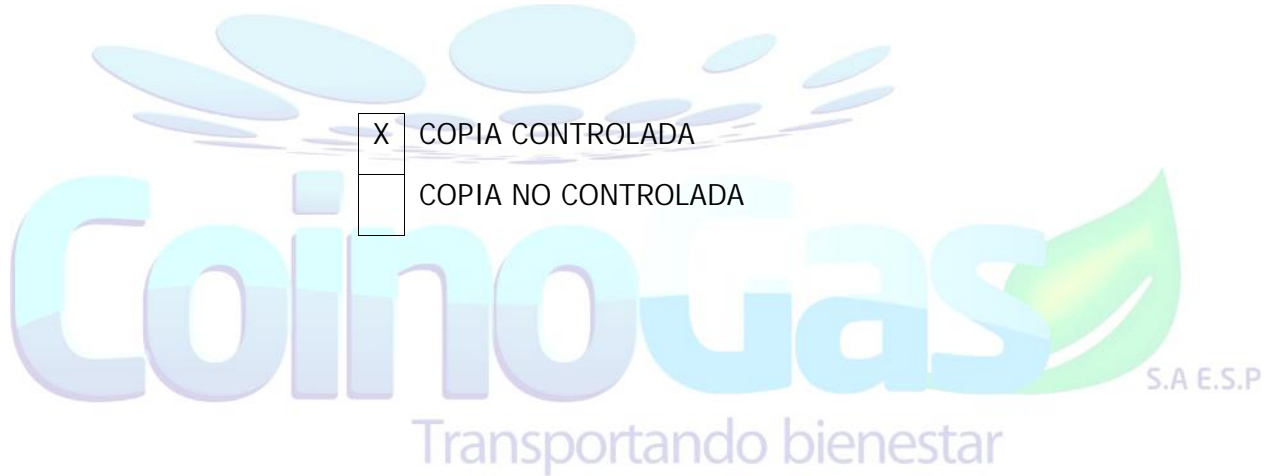 X COPIA CONTROLADA
COPIA NO CONTROLADA
CoinoGas
S.A E.S.P
Transportando bienestar